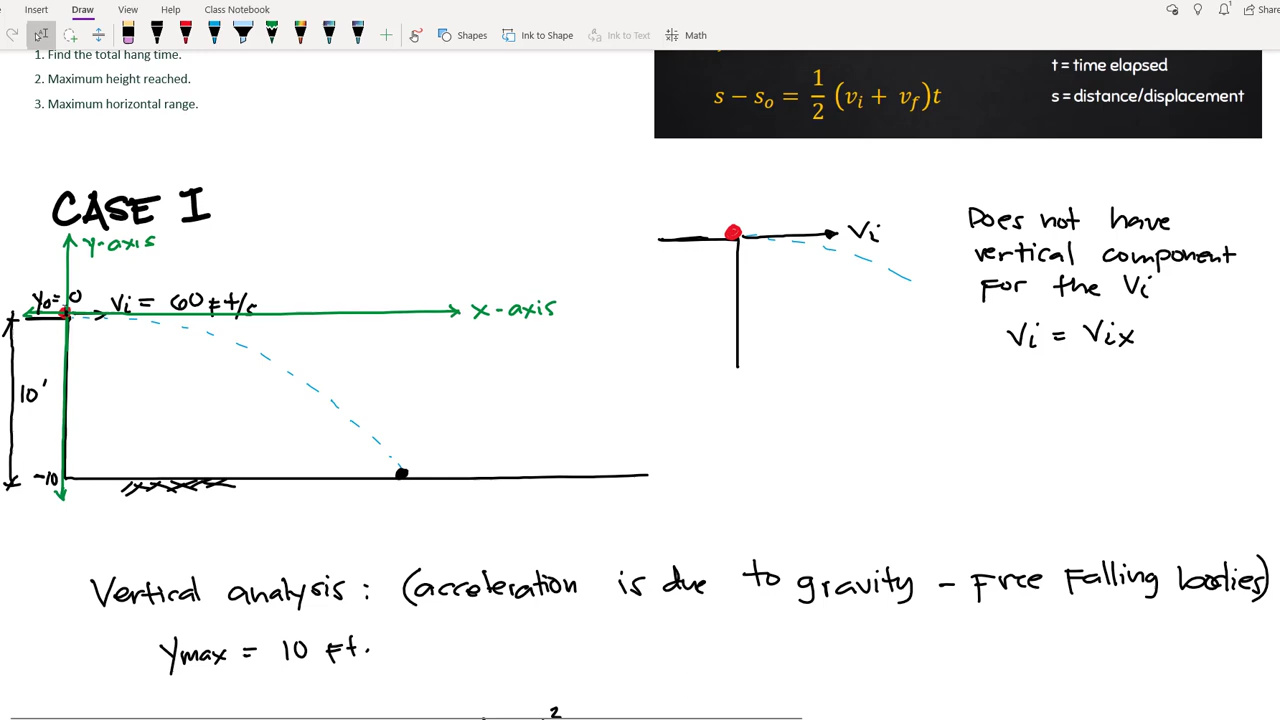 Insert Draw View Help Class Notebook Share
Shapes Ink to Shape Ink to Text Math
1. Find the total hang time.
2. Maximum height reached.
3. Maximum horizontal range.
s − s₀ = 1/2 (vᵢ + v_f)t
t = time elapsed
s = distance/displacement
CASE I
y-axis
y₀= 0
Vi = 60 ft/s
x-axis
10'
-10
Vi
Does not have
vertical component
for the Vi
Vi = Vix
Vertical analysis: (acceleration is due to gravity - Free Falling bodies)
ymax = 10 Ft.
2